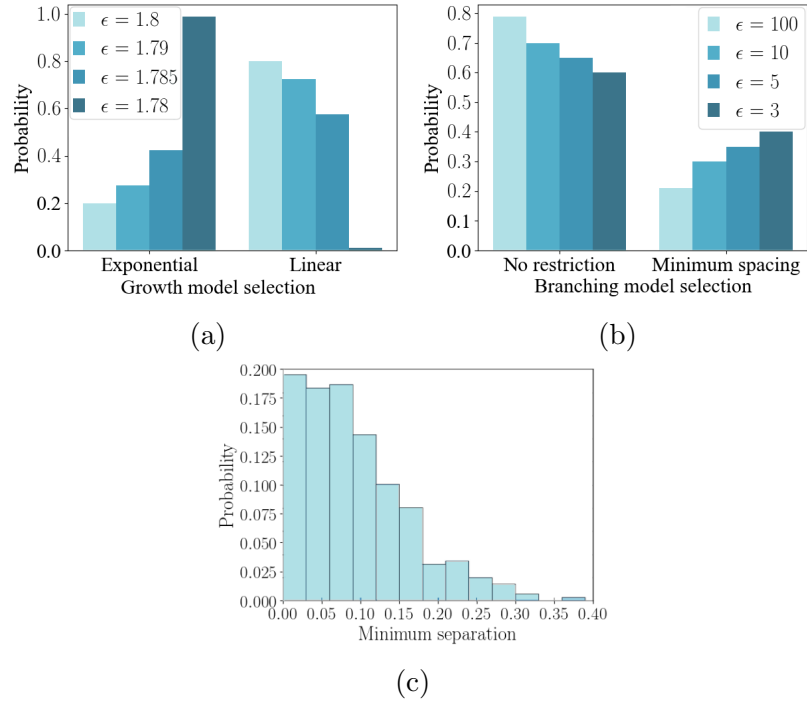 1.0
0.8
0.6
0.4
0.2
0.0
Probability
ϵ = 1.8
ϵ = 1.79
ϵ = 1.785
ϵ = 1.78
Exponential Linear
Growth model selection
(a)
0.8
0.7
0.6
0.5
0.4
0.3
0.2
0.1
0.0
Probability
ϵ = 100
ϵ = 10
ϵ = 5
ϵ = 3
No restriction Minimum spacing
Branching model selection
(b)
0.200
0.175
0.150
0.125
0.100
0.075
0.050
0.025
0.000
Probability
0.00 0.05 0.10 0.15 0.20 0.25 0.30 0.35 0.40
Minimum separation
(c)